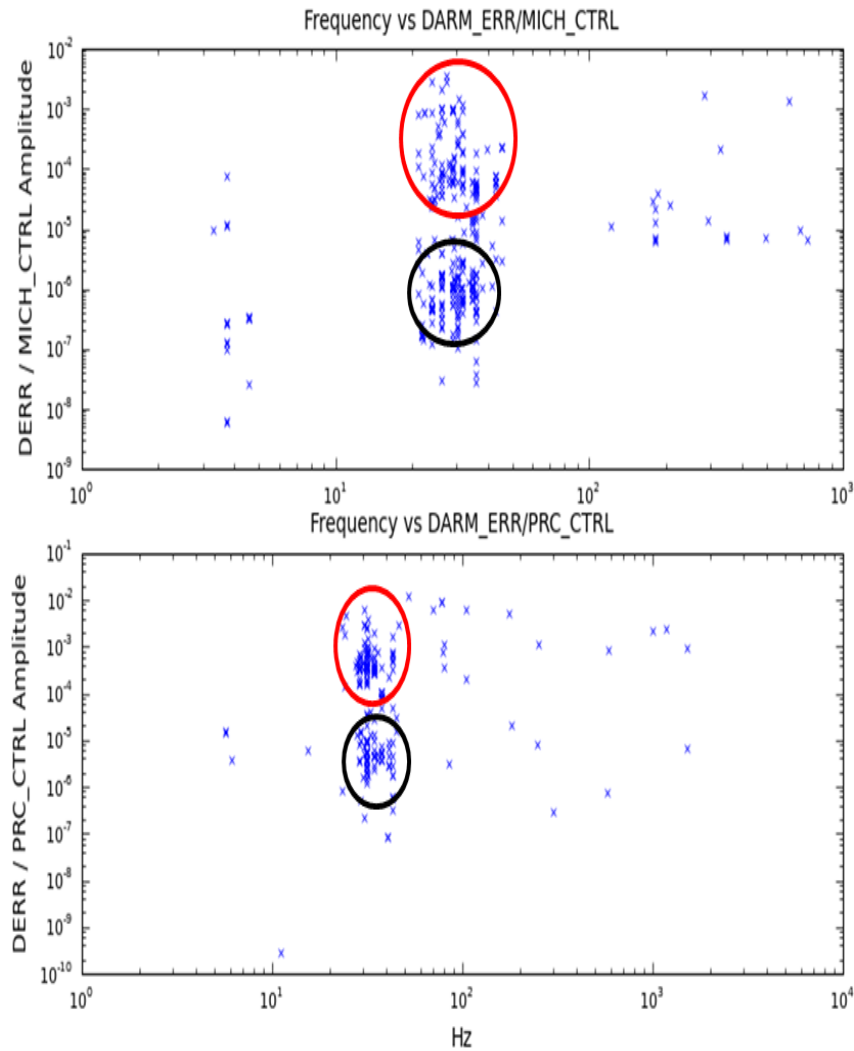 Frequency vs DARM_ERR/MICH_CTRL
DERR / MICH_CTRL Amplitude
10^-2
10^-3
10^-4
10^-5
10^-6
10^-7
10^-8
10^-9
10^0 10^1 10^2 10^3
Frequency vs DARM_ERR/PRC_CTRL
DERR / PRC_CTRL Amplitude
10^-1
10^-2
10^-3
10^-4
10^-5
10^-6
10^-7
10^-8
10^-9
10^-10
10^0 10^1 10^2 10^3 10^4
Hz